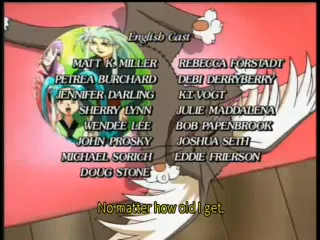 English Cast
MATT K. MILLER
REBECCA FORSTADT
PETREA BURCHARD
DEBI DERRYBERRY
JENNIFER DARLING
K.T. VOGT
SHERRY LYNN
JULIE MADDALENA
WENDEE LEE
BOB PAPENBROOK
JOHN PROSKY
JOSHUA SETH
MICHAEL SORICH
EDDIE FRIERSON
DOUG STONE
No matter how old I get,